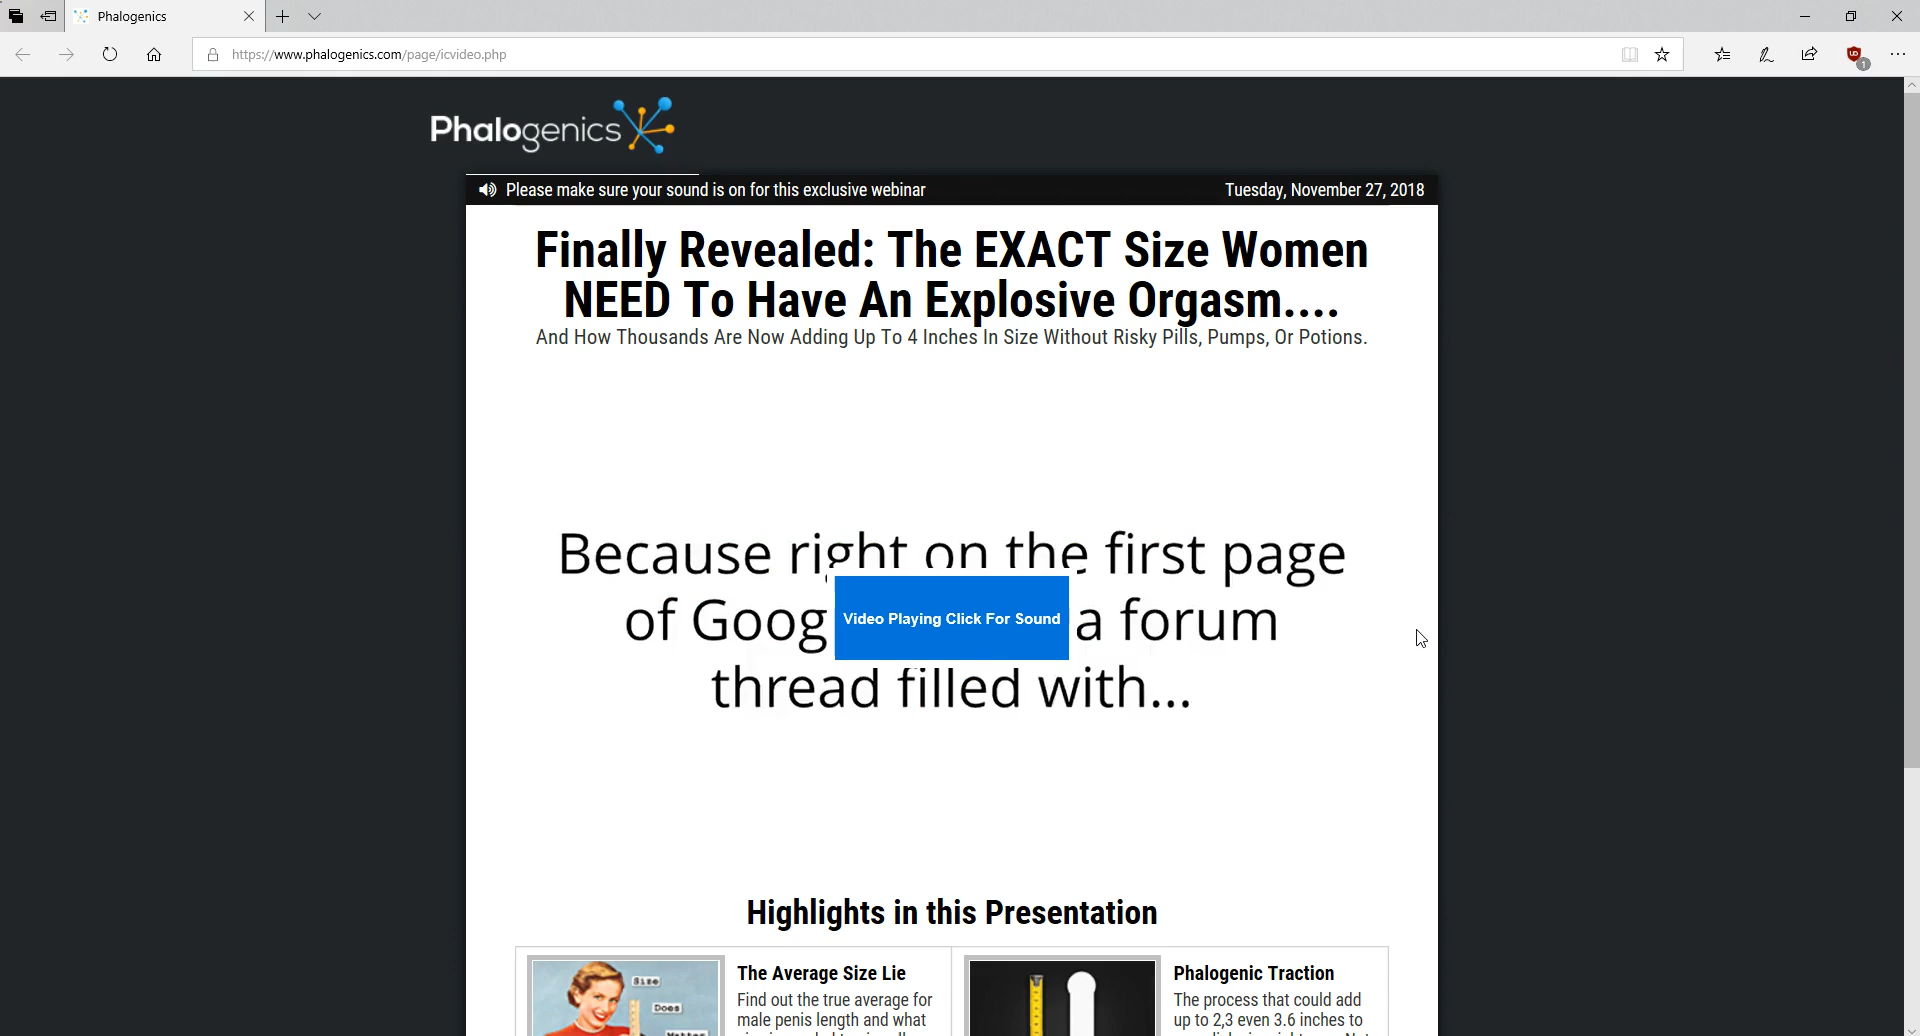 Phalogenics
https://www.phalogenics.com/page/icvideo.php
UD
1
Phalogenics
Please make sure your sound is on for this exclusive webinar
Tuesday, November 27, 2018
Finally Revealed: The EXACT Size Women
NEED To Have An Explosive Orgasm....
And How Thousands Are Now Adding Up To 4 Inches In Size Without Risky Pills, Pumps, Or Potions.
Because right on the first page
of Goog
Video Playing Click For Sound
a forum
thread filled with...
Highlights in this Presentation
Size
Does
Matter
The Average Size Lie
Find out the true average for
male penis length and what
Phalogenic Traction
The process that could add
up to 2,3 even 3.6 inches to